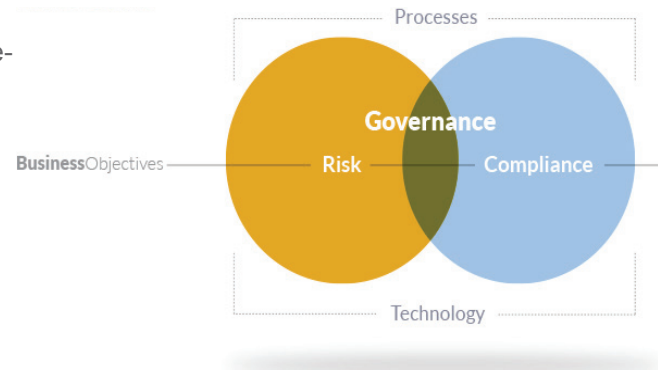 Processes
e-
Governance
BusinessObjectives
Risk
Compliance
Technology